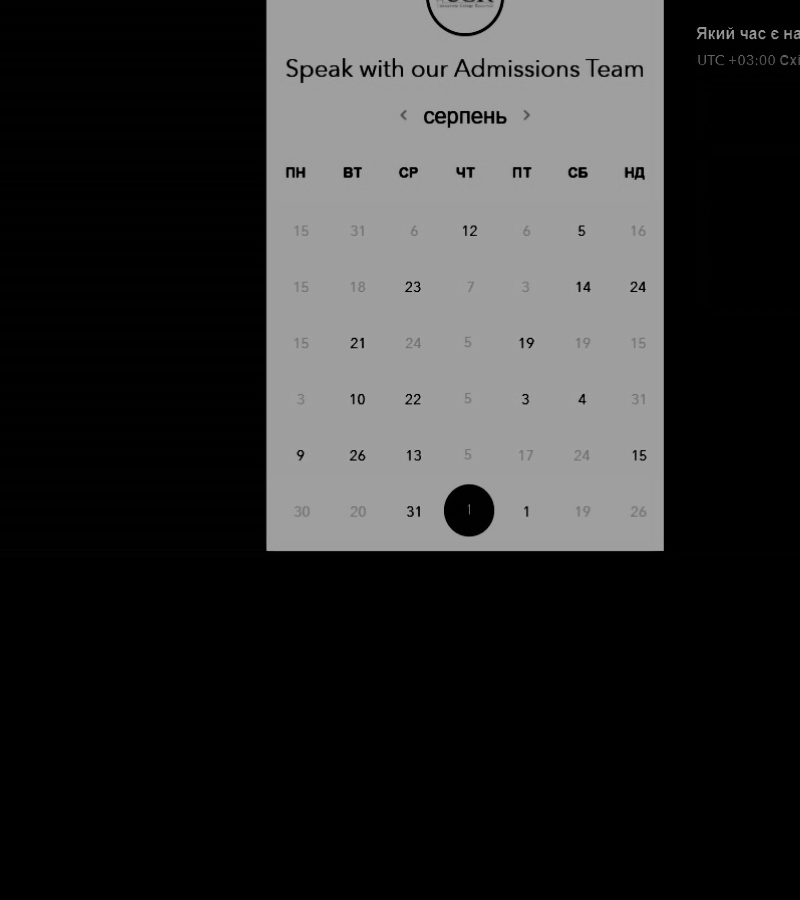 Speak with our Admissions Team
< серпень >
ПН ВТ СР ЧТ ПТ СБ НД
15 31 6 12 6 5 16
15 18 23 7 3 14 24
15 21 24 5 19 19 15
3 10 22 5 3 4 31
9 26 13 5 17 24 15
30 20 31 1 1 19 26
Який час є
UTC +03:00